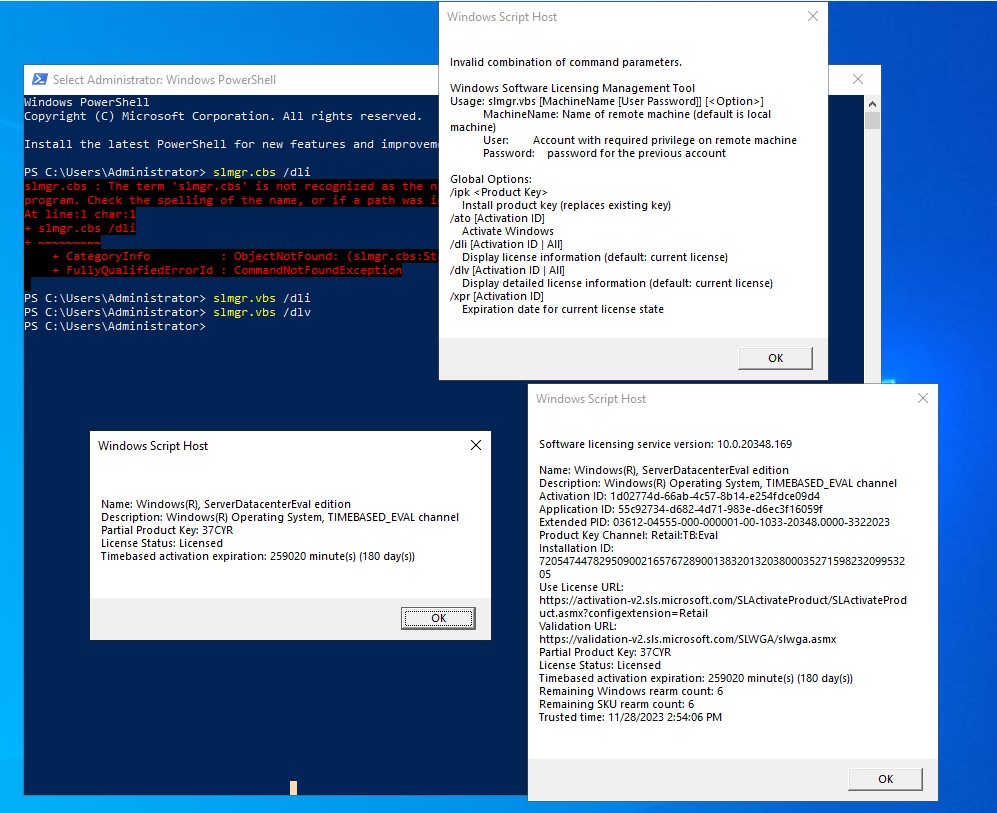 Windows Script Host
Invalid combination of command parameters.
Windows Software Licensing Management Tool
Usage: slmgr.vbs [MachineName [User Password]] [<Option>]
MachineName: Name of remote machine (default is local
machine)
User: Account with required privilege on remote machine
Password: password for the previous account
Global Options:
/ipk <Product Key>
Install product key (replaces existing key)
/ato [Activation ID]
Activate Windows
/dli [Activation ID | All]
Display license information (default: current license)
/dlv [Activation ID | All]
Display detailed license information (default: current license)
/xpr [Activation ID]
Expiration date for current license state
OK
Select Administrator: Windows PowerShell
Windows PowerShell
Copyright (C) Microsoft Corporation. All rights reserved.
Install the latest PowerShell for new features and improvem
PS C:\Users\Administrator> slmgr.cbs /dli
slmgr.cbs : The term 'slmgr.cbs' is not recognized as the n
program. Check the spelling of the name, or if a path was i
At line:1 char:1
+ slmgr.cbs /dli
+ ~~~~~~~~~
+ CategoryInfo : ObjectNotFound: (slmgr.cbs:St
+ FullyQualifiedErrorId : CommandNotFoundException
PS C:\Users\Administrator> slmgr.vbs /dli
PS C:\Users\Administrator> slmgr.vbs /dlv
PS C:\Users\Administrator>
Windows Script Host
Name: Windows(R), ServerDatacenterEval edition
Description: Windows(R) Operating System, TIMEBASED_EVAL channel
Partial Product Key: 37CYR
License Status: Licensed
Timebased activation expiration: 259020 minute(s) (180 day(s))
OK
Windows Script Host
Software licensing service version: 10.0.20348.169
Name: Windows(R), ServerDatacenterEval edition
Description: Windows(R) Operating System, TIMEBASED_EVAL channel
Activation ID: 1d02774d-66ab-4c57-8b14-e254fdce09d4
Application ID: 55c92734-d682-4d71-983e-d6ec3f16059f
Extended PID: 03612-04555-000-000001-00-1033-20348.0000-3322023
Product Key Channel: Retail:TB:Eval
Installation ID:
720547447829509002165767289001383201320380003527159823209953​2
05
Use License URL:
https://activation-v2.sls.microsoft.com/SLActivateProduct/SLActivateProd
uct.asmx?configextension=Retail
Validation URL:
https://validation-v2.sls.microsoft.com/SLWGA/slwga.asmx
Partial Product Key: 37CYR
License Status: Licensed
Timebased activation expiration: 259020 minute(s) (180 day(s))
Remaining Windows rearm count: 6
Remaining SKU rearm count: 6
Trusted time: 11/28/2023 2:54:06 PM
OK